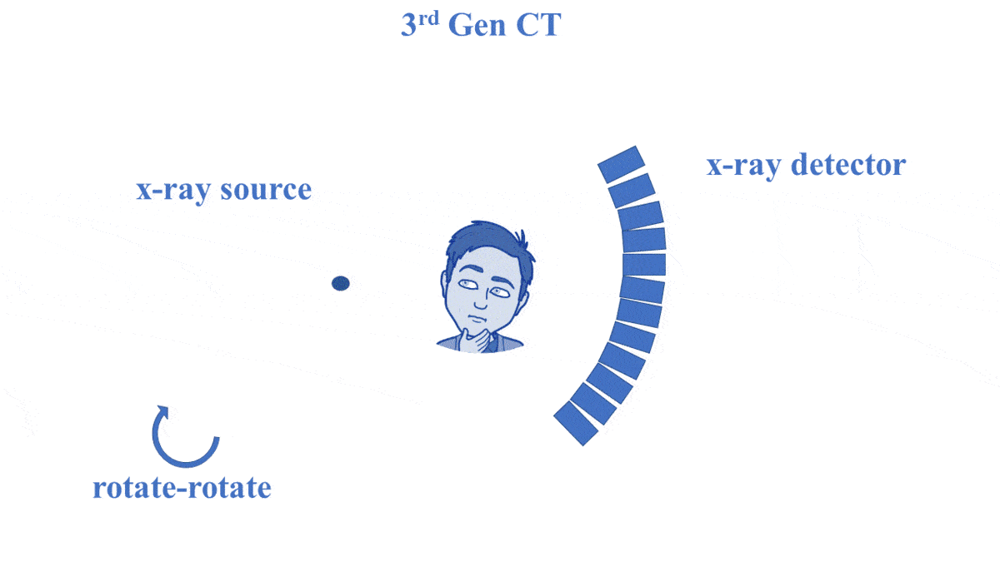 3rd Gen CT
x-ray source
x-ray detector
rotate-rotate